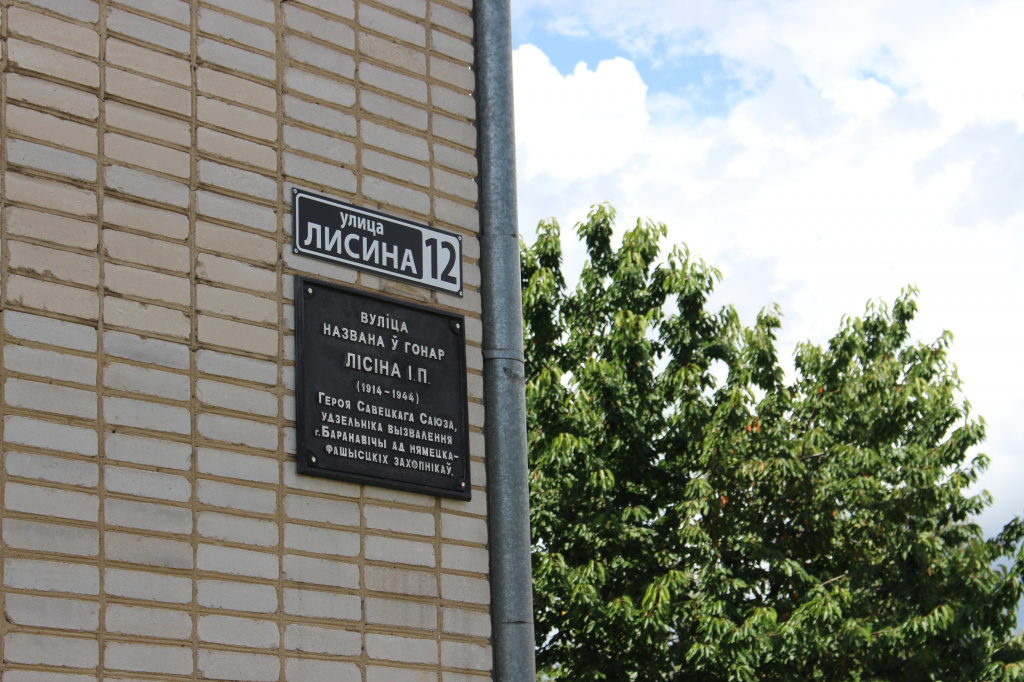 улица
ЛИСИНА 12
ВУЛІЦА
НАЗВАНА Ў ГОНАР
ЛІСІНА І.П.
(1914-1944)
ГЕРОЯ САВЕЦКАГА САЮЗА,
УДЗЕЛЬНІКА ВЫЗВАЛЕННЯ
г.БАРАНАВІЧЫ АД НЯМЕЦКА-
ФАШЫСЦКІХ ЗАХОПНІКАЎ.